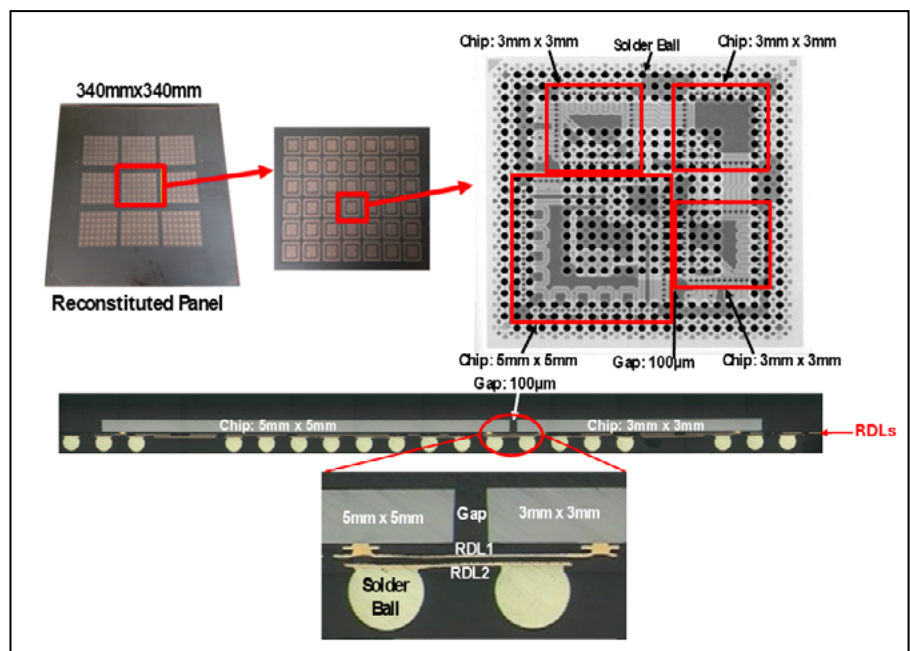 Chip: 3mm x 3mm
Solder Ball
Chip: 3mm x 3mm
340mmx340mm
Reconstituted Panel
Chip: 5mm x 5mm
Gap: 100µm
Chip: 3mm x 3mm
Gap: 100µm
Chip: 5mm x 5mm
Chip: 3mm x 3mm
RDLs
5mm x 5mm
Gap
3mm x 3mm
RDL1
RDL2
Solder
Ball